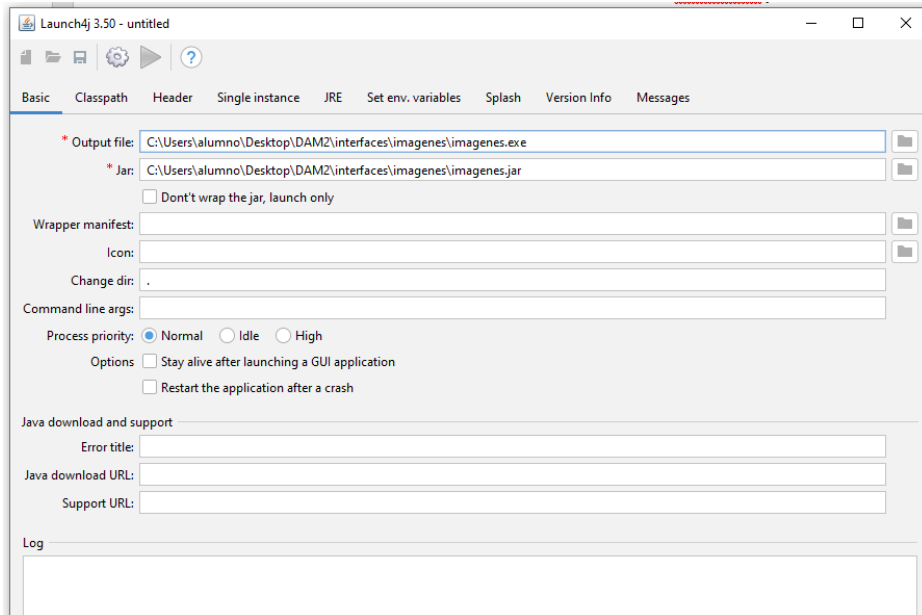 Launch4j 3.50 - untitled
?
Basic Classpath Header Single instance JRE Set env. variables Splash Version Info Messages
* Output file: C:\Users\alumno\Desktop\DAM2\interfaces\imagenes\imagenes.exe
* Jar: C:\Users\alumno\Desktop\DAM2\interfaces\imagenes\imagenes.jar
Dont't wrap the jar, launch only
Wrapper manifest:
Icon:
Change dir: .
Command line args:
Process priority: Normal Idle High
Options Stay alive after launching a GUI application
Restart the application after a crash
Java download and support
Error title:
Java download URL:
Support URL:
Log